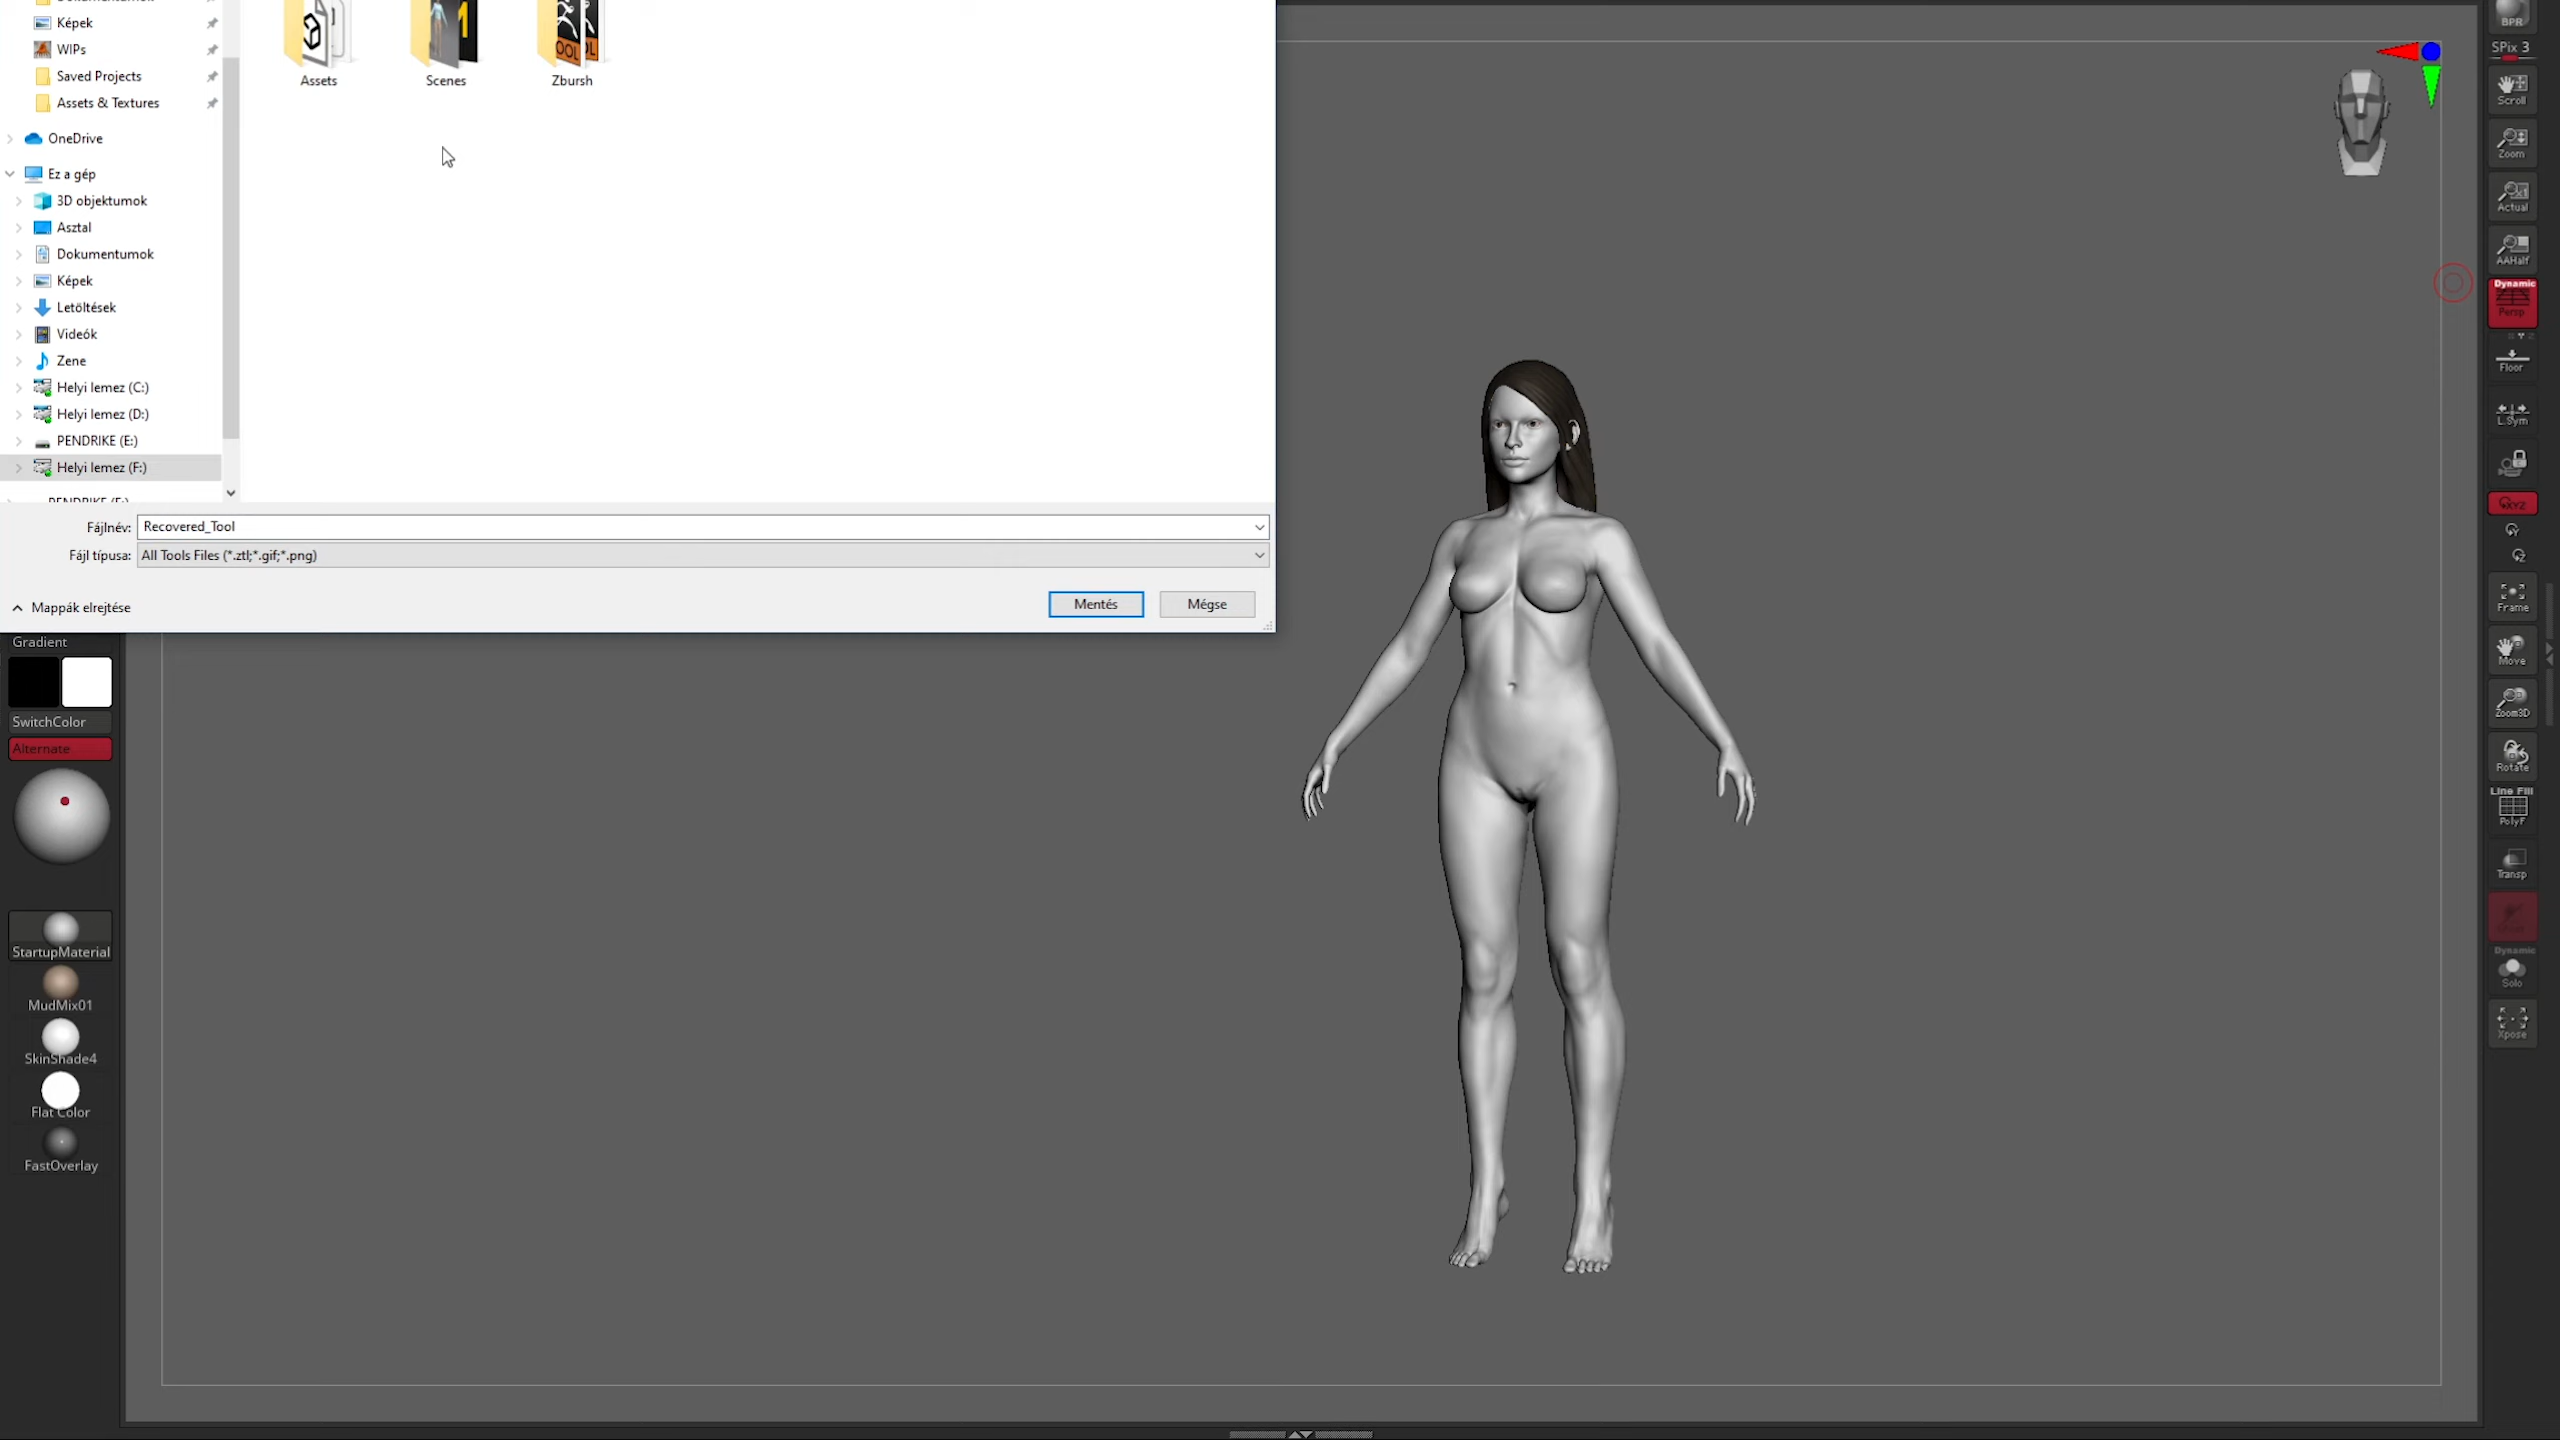 Képek
WIPs
Saved Projects
Assets & Textures
OneDrive
Ez a gép
3D objektumok
Asztal
Dokumentumok
Képek
Letöltések
Videók
Zene
Helyi lemez (C:)
Helyi lemez (D:)
PENDRIKE (E:)
Helyi lemez (F:)
Assets
Scenes
Zbursh
Fájlnév:
Recovered_Tool
Fájl típusa:
All Tools Files (*.ztl;*.gif;*.png)
Mappák elrejtése
Mentés
Mégse
Gradient
SwitchColor
Alternate
StartupMaterial
MudMix01
SkinShade4
Flat Color
FastOverlay
BPR
SPix 3
Scroll
Zoom
Actual
AAHalf
Dynamic
Persp
Floor
L.Sym
XYZ
Frame
Move
Zoom3D
Rotate
Line Fill
PolyF
Transp
Dynamic
Solo
Xpose